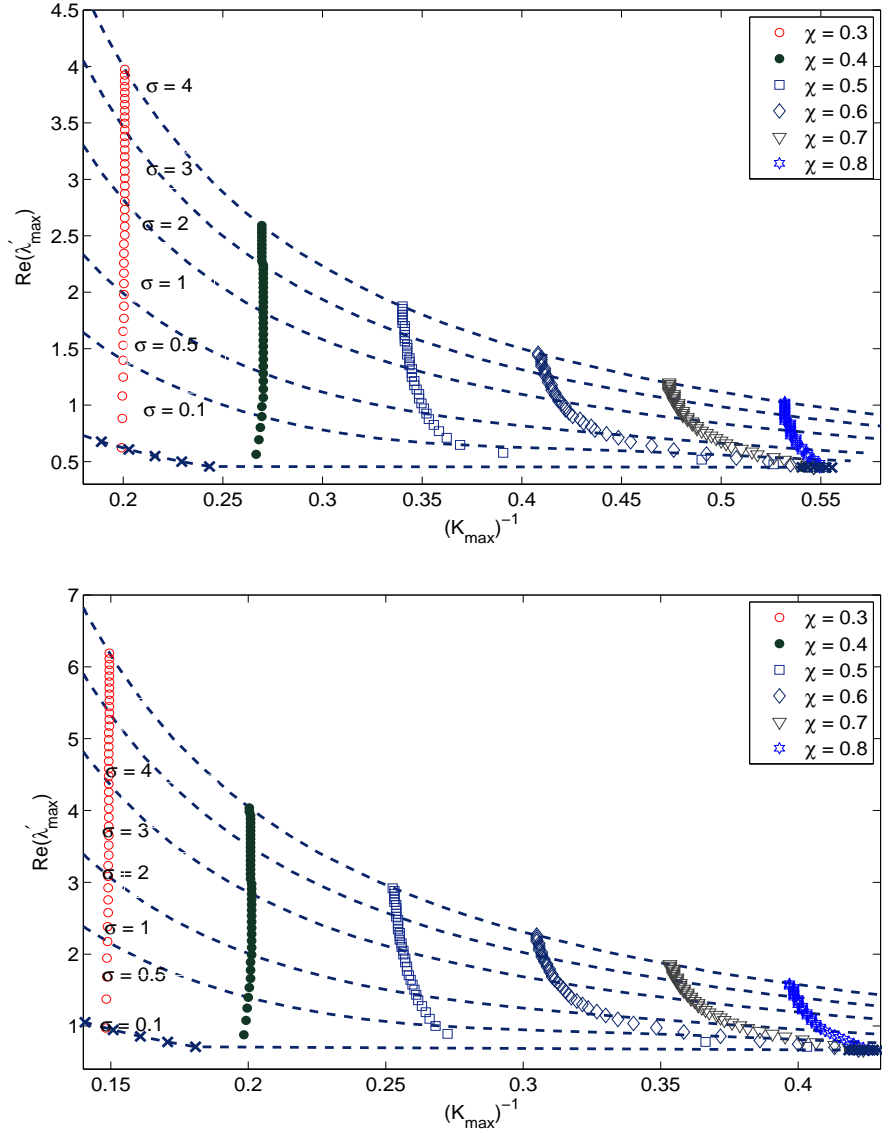 4.5
4
3.5
3
2.5
2
1.5
1
0.5
Re(λ′max)
σ = 4
σ = 3
σ = 2
σ = 1
σ = 0.5
σ = 0.1
χ = 0.3
χ = 0.4
χ = 0.5
χ = 0.6
χ = 0.7
χ = 0.8
0.2 0.25 0.3 0.35 0.4 0.45 0.5 0.55
(Kmax)−1
7
6
5
4
3
2
1
Re(λ′max)
σ = 4
σ = 3
σ = 2
σ = 1
σ = 0.5
σ = 0.1
χ = 0.3
χ = 0.4
χ = 0.5
χ = 0.6
χ = 0.7
χ = 0.8
0.15 0.2 0.25 0.3 0.35 0.4
(Kmax)−1